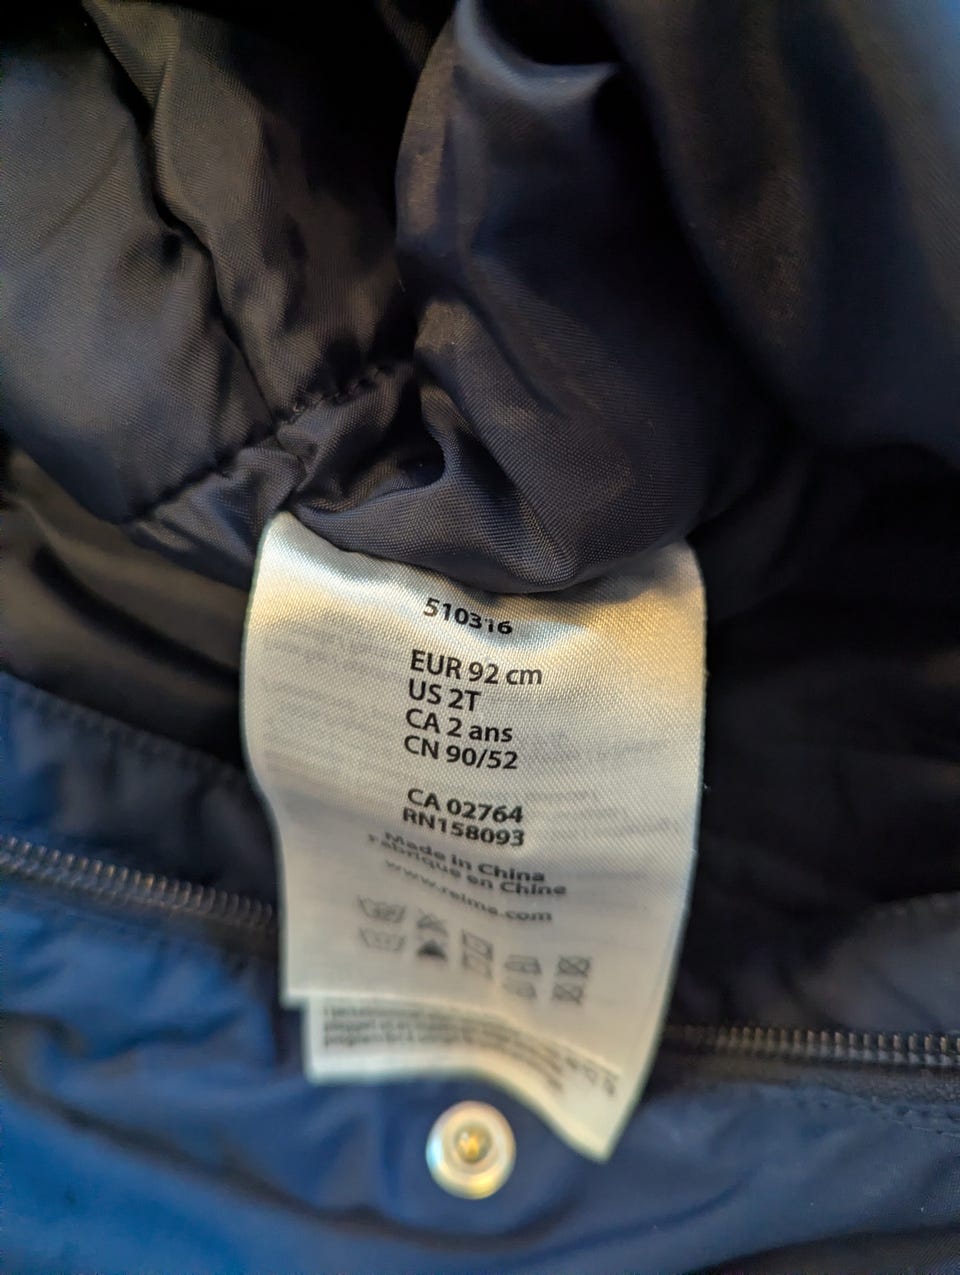 510316
EUR 92 cm
US 2T
CA 2 ans
CN 90/52
CA 02764
RN158093
Made in China
Fabriqué en Chine
www.reima.com